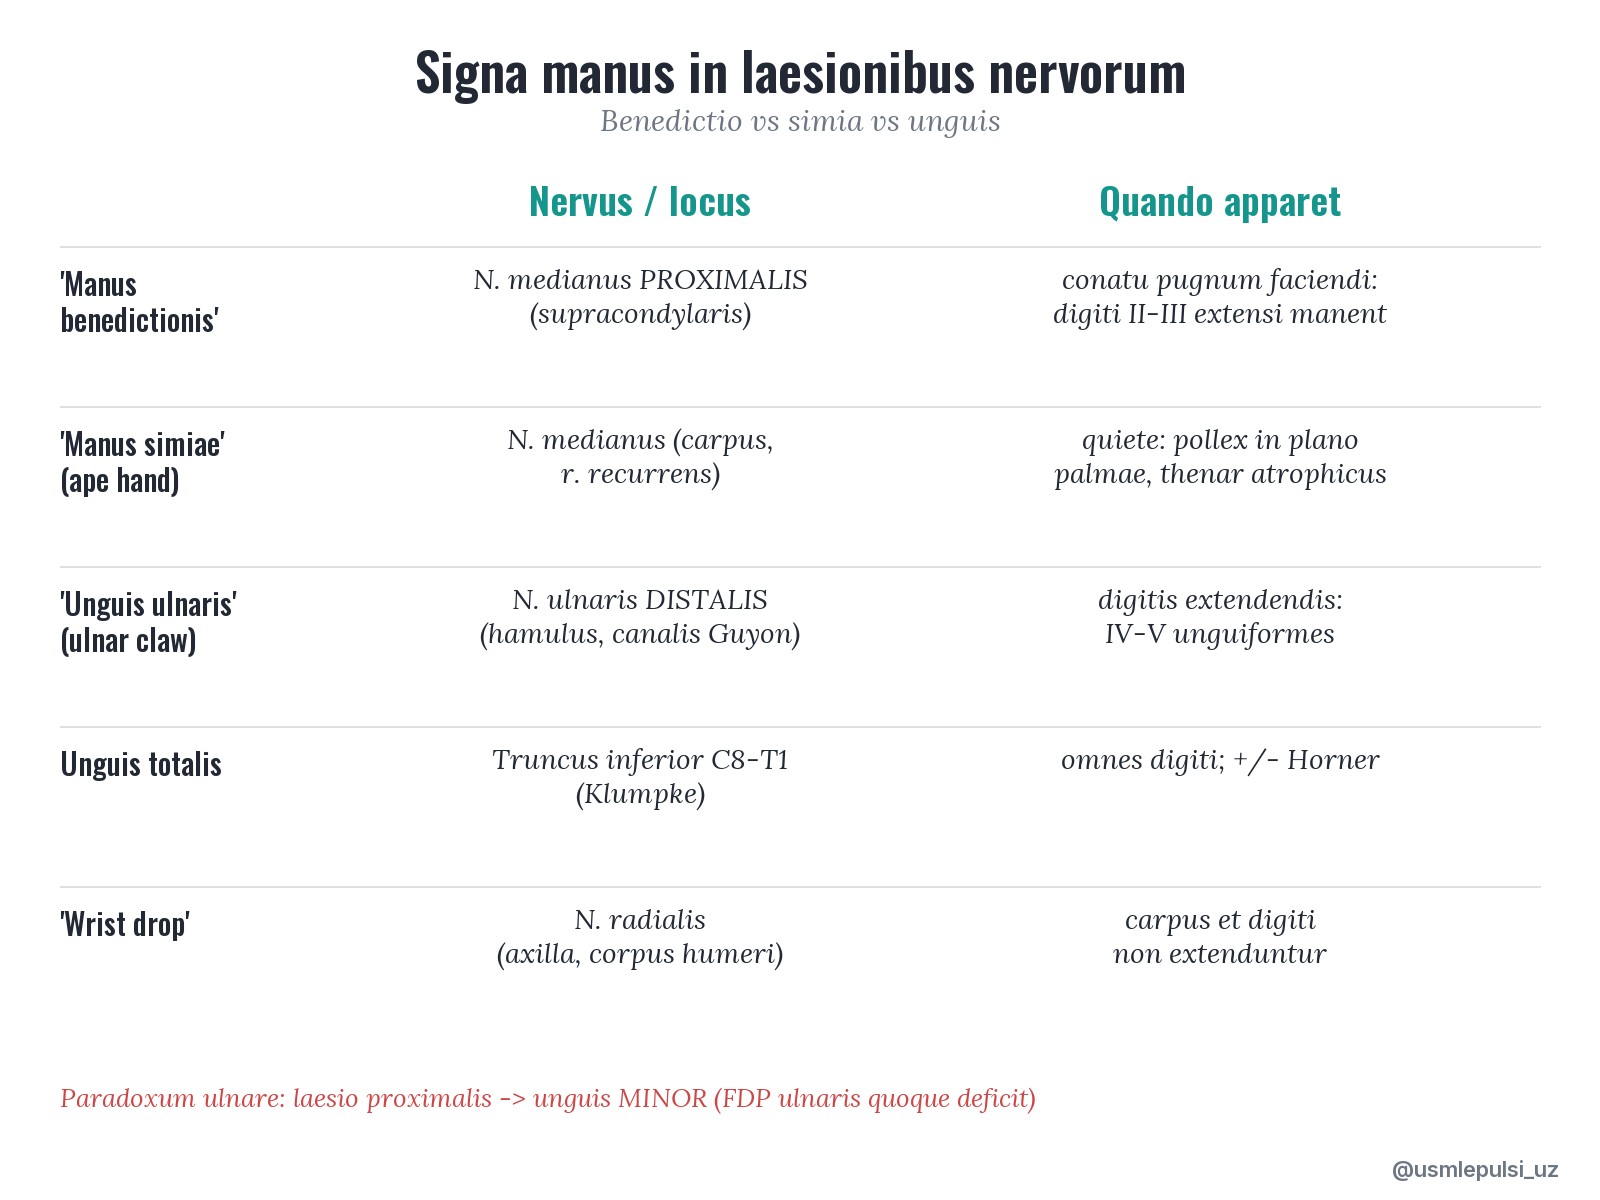 Signa manus in laesionibus nervorum
Benedictio vs simia vs unguis
Nervus / locus
Quando apparet
'Manus
benedictionis'
N. medianus PROXIMALIS
(supracondylaris)
conatu pugnum faciendi:
digiti II-III extensi manent
'Manus simiae'
(ape hand)
N. medianus (carpus,
r. recurrens)
quiete: pollex in plano
palmae, thenar atrophicus
'Unguis ulnaris'
(ulnar claw)
N. ulnaris DISTALIS
(hamulus, canalis Guyon)
digitis extendendis:
IV-V unguiformes
Unguis totalis
Truncus inferior C8-T1
(Klumpke)
omnes digiti; +/- Horner
'Wrist drop'
N. radialis
(axilla, corpus humeri)
carpus et digiti
non extenduntur
Paradoxum ulnare: laesio proximalis -> unguis MINOR (FDP ulnaris quoque deficit)
@usmlepulsi_uz